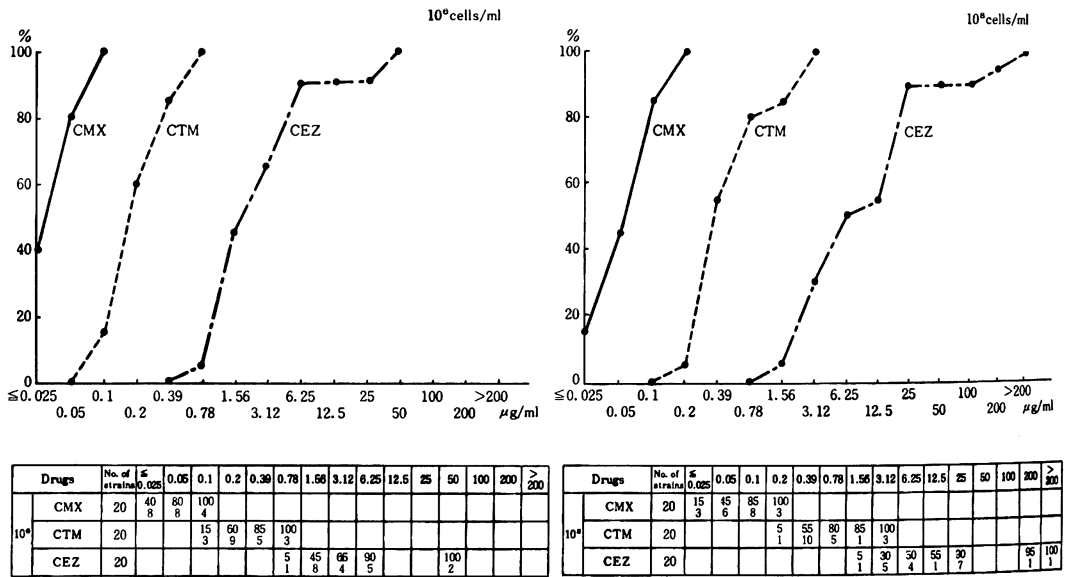 10⁶cells/ml
%
100
80
60
40
20
0
CMX
CTM
CEZ
≦0.025 0.1 0.39 1.56 6.25 25 100 >200
0.05 0.2 0.78 3.12 12.5 50 200 μg/ml
10⁸cells/ml
%
100
80
60
40
20
0
CMX
CTM
CEZ
≦0.025 0.1 0.39 1.56 6.25 25 100 >200
0.05 0.2 0.78 3.12 12.5 50 200 μg/ml
Drugs No. of strains ≦0.025 0.05 0.1 0.2 0.39 0.78 1.56 3.12 6.25 12.5 25 50 100 200 >200
40 80 100
10⁶ CMX 20
8 8 4
15 60 85 100
CTM 20
3 9 5 3
5 45 65 90 100
CEZ 20
1 8 4 5 2
Drugs No. of strains ≦0.025 0.05 0.1 0.2 0.39 0.78 1.56 3.12 6.25 12.5 25 50 100 200 >200
15 45 85 100
10⁸ CMX 20
3 6 8 3
5 55 80 85 100
CTM 20
1 10 5 1 3
5 30 50 55 90 95 100
CEZ 20
1 5 4 1 7 1 1